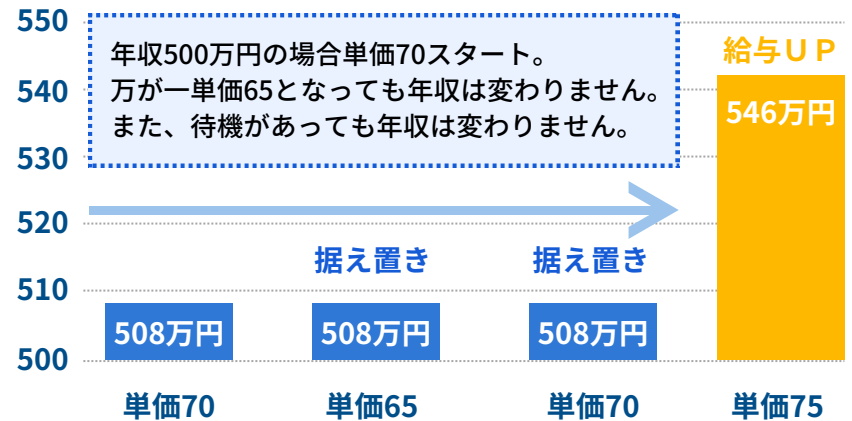 550
540
530
520
510
500
年収500万円の場合単価70スタート。
万が一単価65となっても年収は変わりません。
また、待機があっても年収は変わりません。
給与ＵＰ
546万円
据え置き
据え置き
508万円
508万円
508万円
単価70
単価65
単価70
単価75